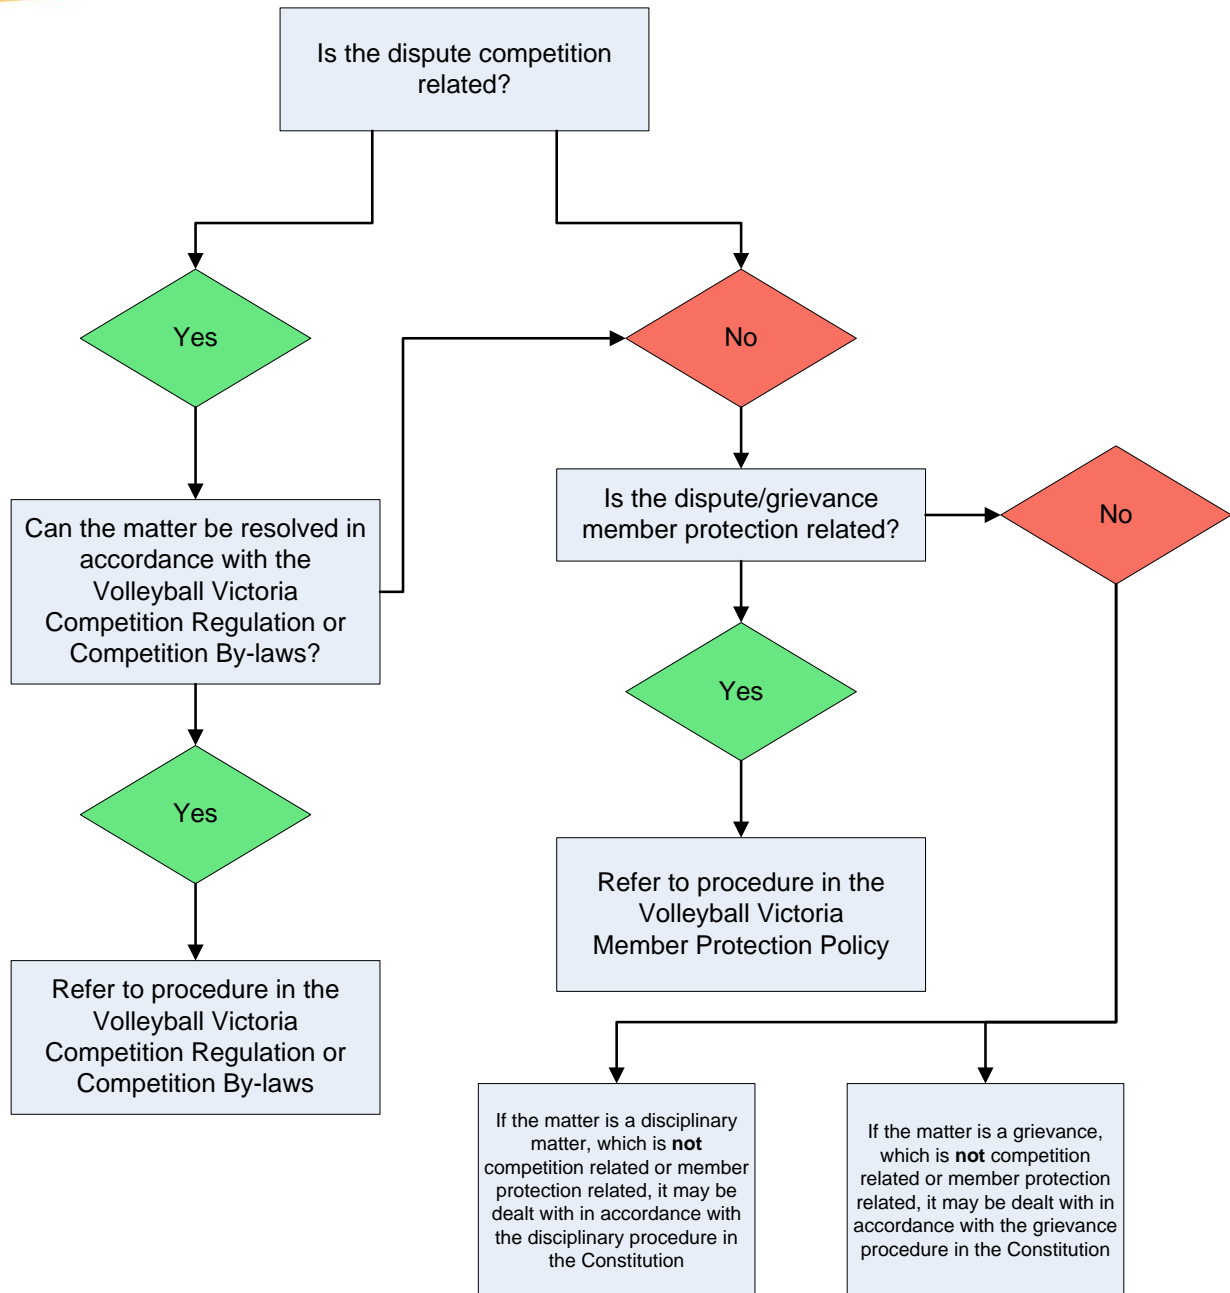 Is the dispute competition
related?
Yes
No
Can the matter be resolved in
accordance with the
Volleyball Victoria
Competition Regulation or
Competition By-laws?
Is the dispute/grievance
member protection related?
No
Yes
Yes
Refer to procedure in the
Volleyball Victoria
Member Protection Policy
Refer to procedure in the
Volleyball Victoria
Competition Regulation or
Competition By-laws
If the matter is a disciplinary
matter, which is not
competition related or member
protection related, it may be
dealt with in accordance with
the disciplinary procedure in
the Constitution
If the matter is a grievance,
which is not competition
related or member protection
related, it may be dealt with in
accordance with the grievance
procedure in the Constitution